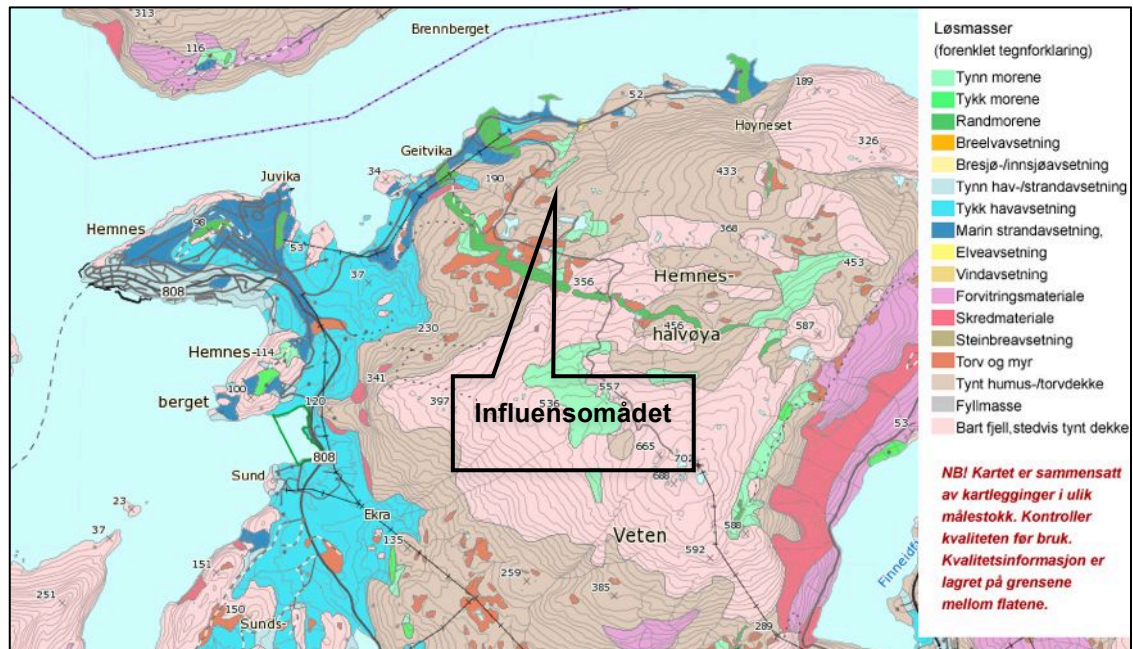 313
Brennberget
116
Høyneset
189
52
326
Geitvika
34
190
433
Juvika
98
Hemnes
53
368
453
808
37
356
Hemnes-
halvøya
456
587
230
Hemnes-
114
341
100
berget
120
397
Influensomådet
557
536
665
702
688
808
Sund
23
Ekra
588
Veten
53
37
135
592
151
259
385
251
150
Sunds-
289
Løsmasser
(forenklet tegnforklaring)
Tynn morene
Tykk morene
Randmorene
Breelvavsetning
Bresjø-/innsjøavsetning
Tynn hav-/strandavsetning
Tykk havavsetning
Marin strandavsetning,
Elveavsetning
Vindavsetning
Forvitringsmateriale
Skredmateriale
Steinbreavsetning
Torv og myr
Tynt humus-/torvdekke
Fyllmasse
Bart fjell,stedvis tynt dekke
NB! Kartet er sammensatt
av kartlegginger i ulik
målestokk. Kontroller
kvaliteten før bruk.
Kvalitetsinformasjon er
lagret på grensene
mellom flatene.